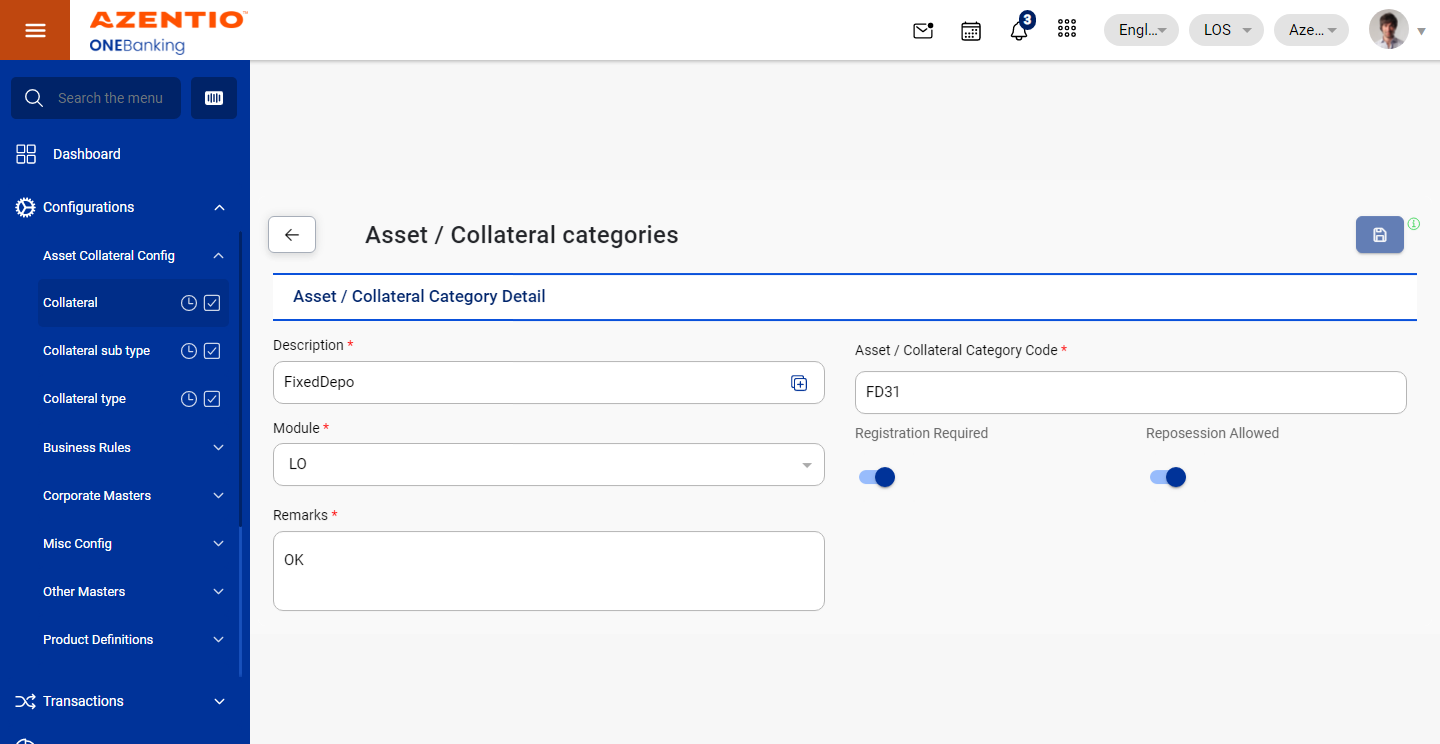 AZENTIO™
ONEBanking
3
Engl...
LOS
Aze...
Search the menu
Dashboard
Configurations
Asset Collateral Config
Collateral
Collateral sub type
Collateral type
Business Rules
Corporate Masters
Misc Config
Other Masters
Product Definitions
Transactions
Asset / Collateral categories
Asset / Collateral Category Detail
Description *
FixedDepo
Asset / Collateral Category Code *
FD31
Module *
LO
Registration Required
Reposession Allowed
Remarks *
OK